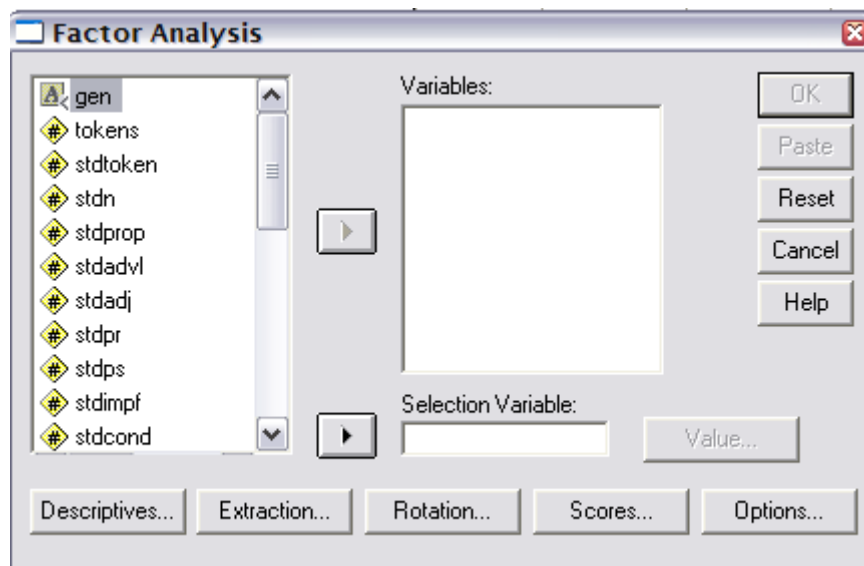 Factor Analysis
gen
tokens
stdtoken
stdn
stdprop
stdadvl
stdadj
stdpr
stdps
stdimpf
stdcond
Variables:
Selection Variable:
Value...
OK
Paste
Reset
Cancel
Help
Descriptives...
Extraction...
Rotation...
Scores...
Options...